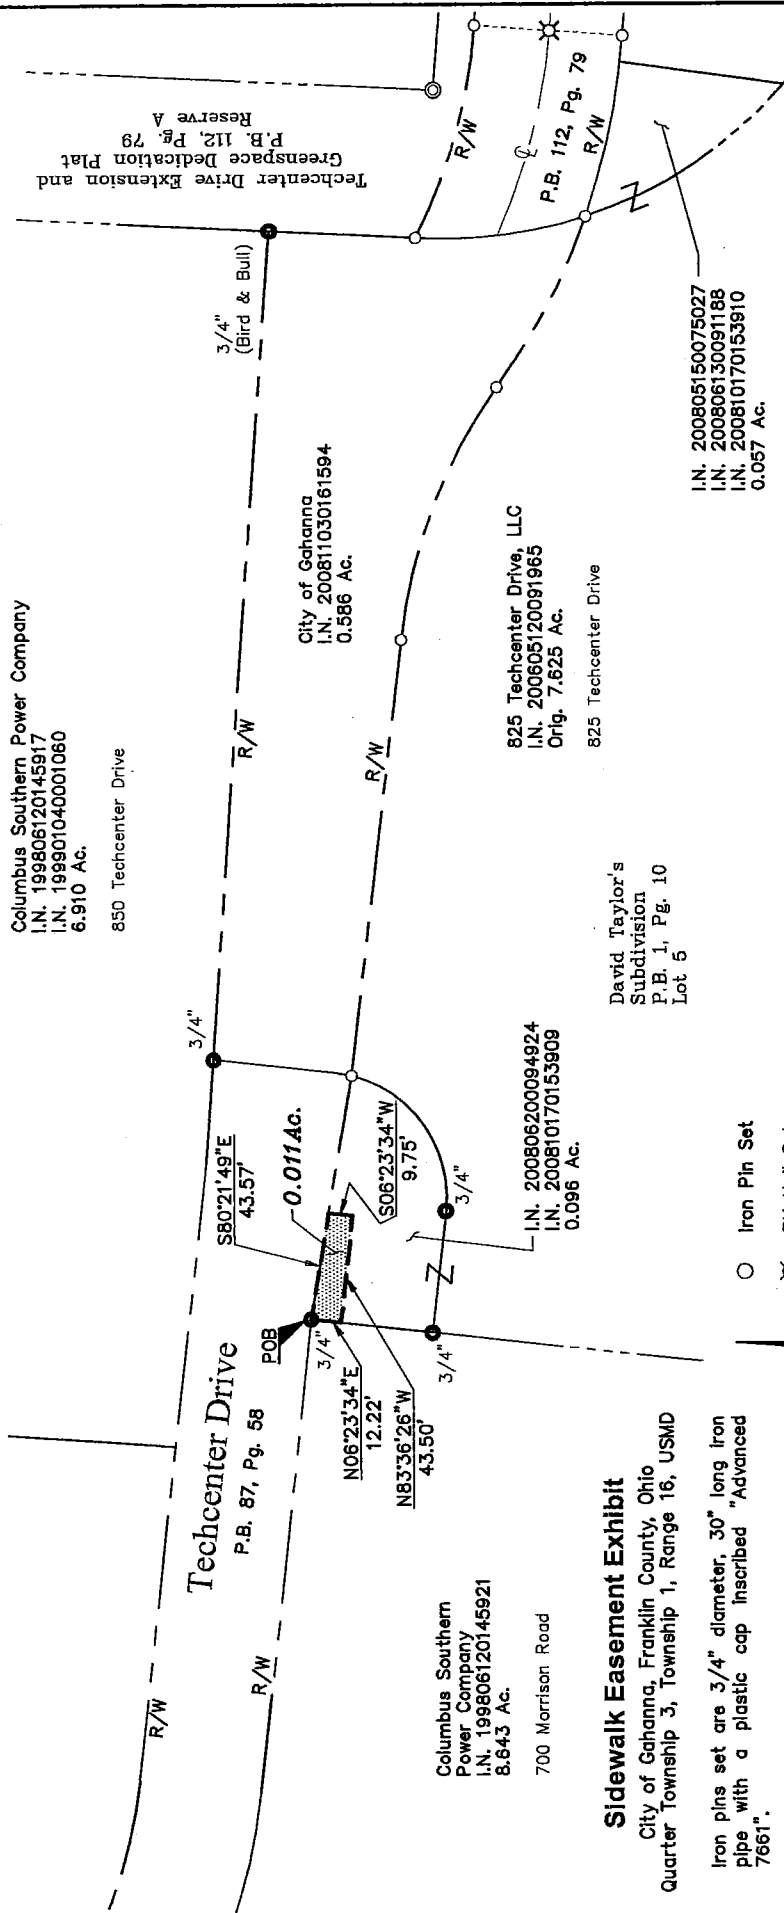 Columbus Southern Power Company
I.N. 199806120145917
I.N. 199901040001060
6.910 Ac.
850 Techcenter Drive
Techcenter Drive Extension and
Greenspace Dedication Plat
P.B. 112, Pg. 79
Reserve A
3/4"
(Bird & Bull)
R/W
℄
P.B. 112, Pg. 79
R/W
City of Gahanna
I.N. 200811030161594
0.586 Ac.
R/W
R/W
825 Techcenter Drive, LLC
I.N. 200605120091965
Orig. 7.625 Ac.
825 Techcenter Drive
I.N. 200805150075027
I.N. 200806130091188
I.N. 200810170153910
0.057 Ac.
3/4"
S80°21'49"E
43.57'
0.011Ac.
S06°23'34"W
9.75'
Z
Z
I.N. 200806200094924
I.N. 200810170153909
0.096 Ac.
3/4"
David Taylor's
Subdivision
P.B. 1, Pg. 10
Lot 5
Techcenter Drive
P.B. 87, Pg. 58
POB
3/4"
N06°23'34"E
12.22'
N83°36'26"W
43.50'
3/4"
R/W
R/W
Columbus Southern
Power Company
I.N. 199806120145921
8.643 Ac.
700 Morrison Road
Sidewalk Easement Exhibit
City of Gahanna, Franklin County, Ohio
Quarter Township 3, Township 1, Range 16, USMD
Iron pins set are 3/4" diameter, 30" long iron
pipe with a plastic cap inscribed "Advanced
7661".
Iron Pin Set